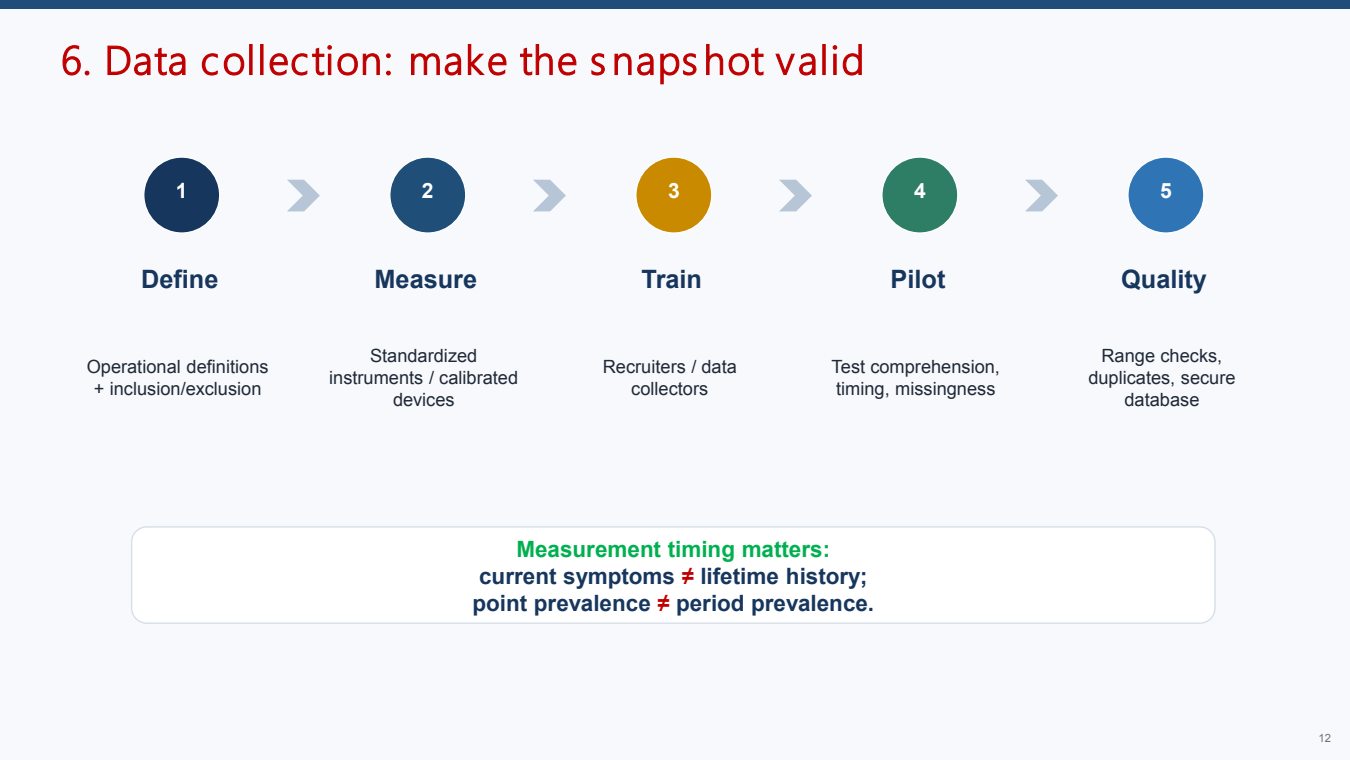 6. Data collection: make the snapshot valid
1
2
3
4
5
Define
Measure
Train
Pilot
Quality
Operational definitions
+ inclusion/exclusion
Standardized
instruments / calibrated
devices
Recruiters / data
collectors
Test comprehension,
timing, missingness
Range checks,
duplicates, secure
database
Measurement timing matters:
current symptoms ≠ lifetime history;
point prevalence ≠ period prevalence.
12